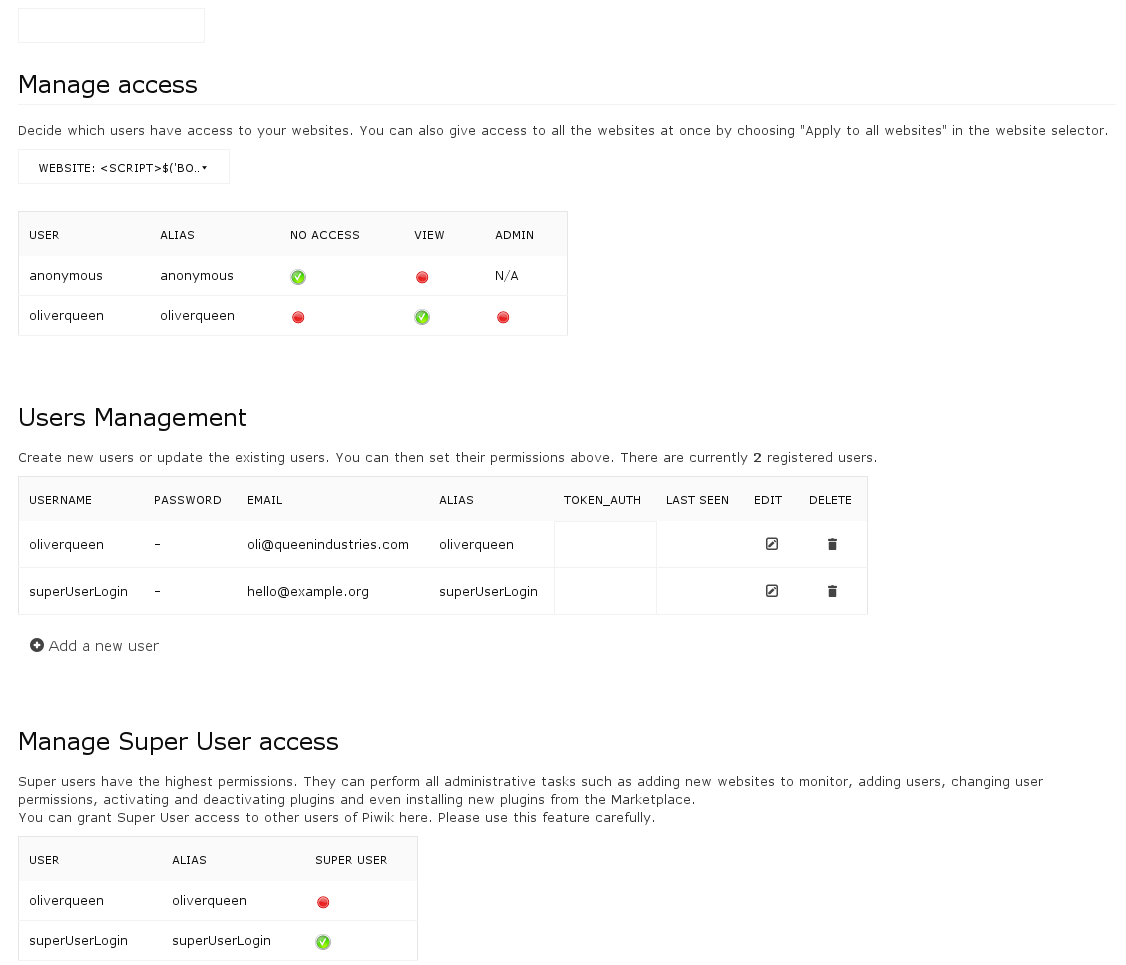 Manage access
Decide which users have access to your websites. You can also give access to all the websites at once by choosing "Apply to all websites" in the website selector.
WEBSITE: <SCRIPT>$('BO..
USER ALIAS NO ACCESS VIEW ADMIN
anonymous anonymous N/A
oliverqueen oliverqueen
Users Management
Create new users or update the existing users. You can then set their permissions above. There are currently 2 registered users.
USERNAME PASSWORD EMAIL ALIAS TOKEN_AUTH LAST SEEN EDIT DELETE
oliverqueen - oli@queenindustries.com oliverqueen
superUserLogin - hello@example.org superUserLogin
Add a new user
Manage Super User access
Super users have the highest permissions. They can perform all administrative tasks such as adding new websites to monitor, adding users, changing user
permissions, activating and deactivating plugins and even installing new plugins from the Marketplace.
You can grant Super User access to other users of Piwik here. Please use this feature carefully.
USER ALIAS SUPER USER
oliverqueen oliverqueen
superUserLogin superUserLogin